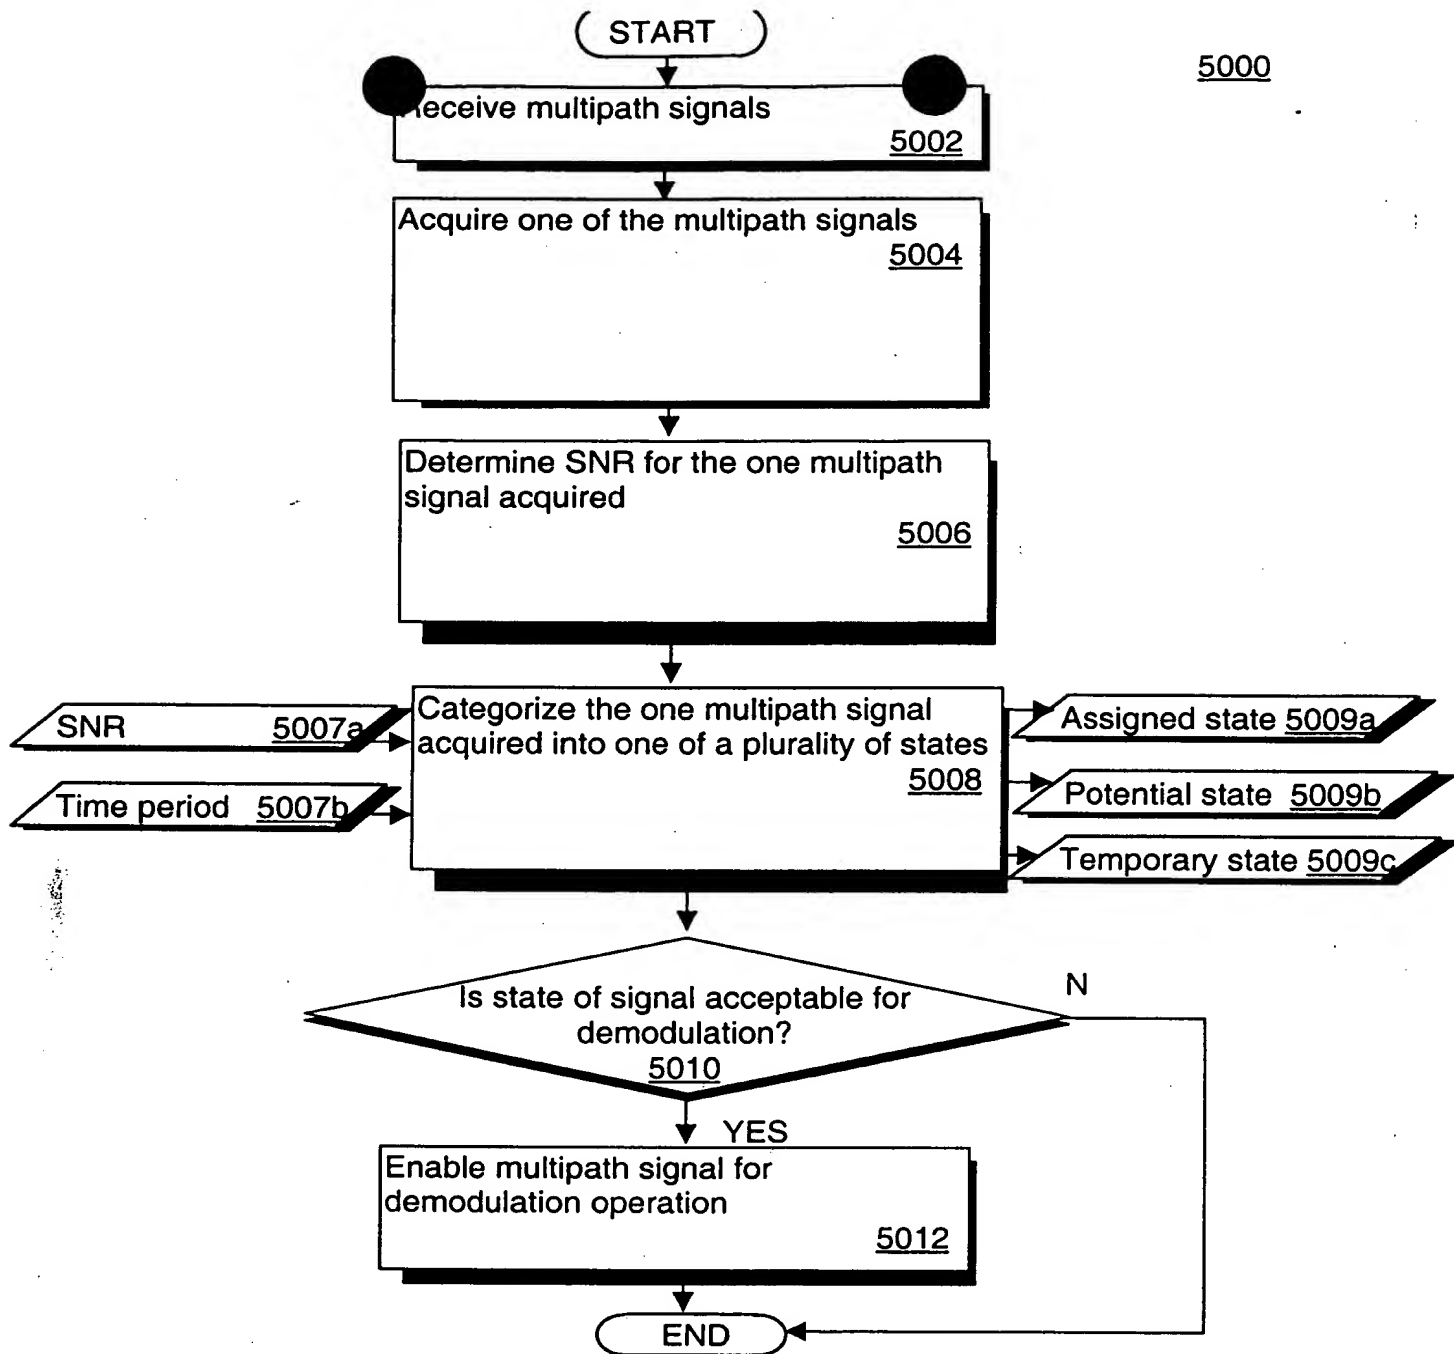 START
5000
eceive multipath signals
5002
Acquire one of the multipath signals
5004
Determine SNR for the one multipath
signal acquired
5006
SNR 5007a
Time period 5007b
Categorize the one multipath signal
acquired into one of a plurality of states
5008
Assigned state 5009a
Potential state 5009b
Temporary state 5009c
Is state of signal acceptable for
demodulation?
5010
N
YES
Enable multipath signal for
demodulation operation
5012
END